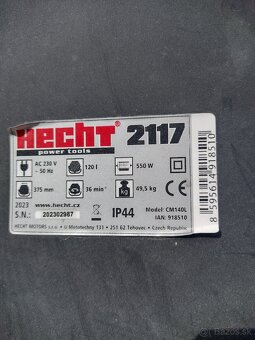 HECHT® 2117
power tools
AC 230 V
~ 50 Hz
120 l
550 W
375 mm
36 min-¹
49,5 kg
CE
2023
www.hecht.cz
S.N.: 202302987
IP44
Model: CM140L
IAN: 918510
HECHT MOTORS s.r.o. • U Mototechny 131 • 251 62 Tehovec • Czech Republic
8595614918510
bazos.sk